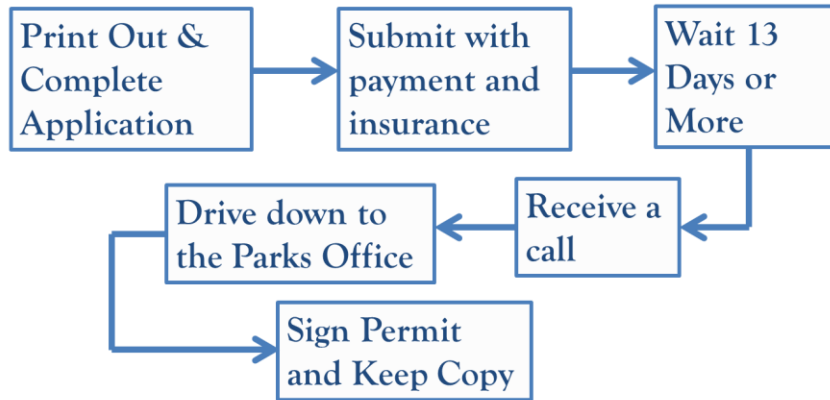 Print Out &
Complete
Application
Submit with
payment and
insurance
Wait 13
Days or
More
Receive a
call
Drive down to
the Parks Office
Sign Permit
and Keep Copy